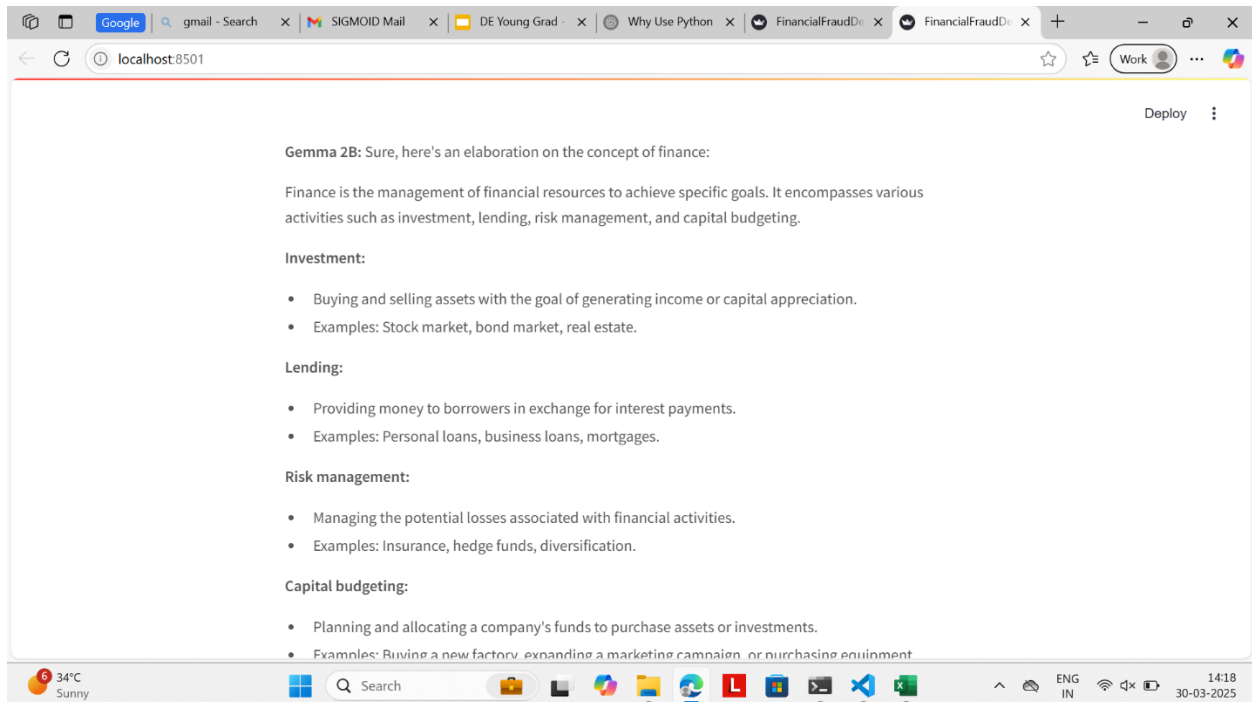 Google
gmail - Search
SIGMOID Mail
DE Young Grad -
Why Use Python
FinancialFraudDe
FinancialFraudDe
localhost:8501
Work
Deploy
Gemma 2B: Sure, here's an elaboration on the concept of finance:
Finance is the management of financial resources to achieve specific goals. It encompasses various
activities such as investment, lending, risk management, and capital budgeting.
Investment:
• Buying and selling assets with the goal of generating income or capital appreciation.
• Examples: Stock market, bond market, real estate.
Lending:
• Providing money to borrowers in exchange for interest payments.
• Examples: Personal loans, business loans, mortgages.
Risk management:
• Managing the potential losses associated with financial activities.
• Examples: Insurance, hedge funds, diversification.
Capital budgeting:
• Planning and allocating a company's funds to purchase assets or investments.
• Examples: Buying a new factory, expanding a marketing campaign, or purchasing equipment
6
34°C
Sunny
Search
L
ENG
IN
14:18
30-03-2025